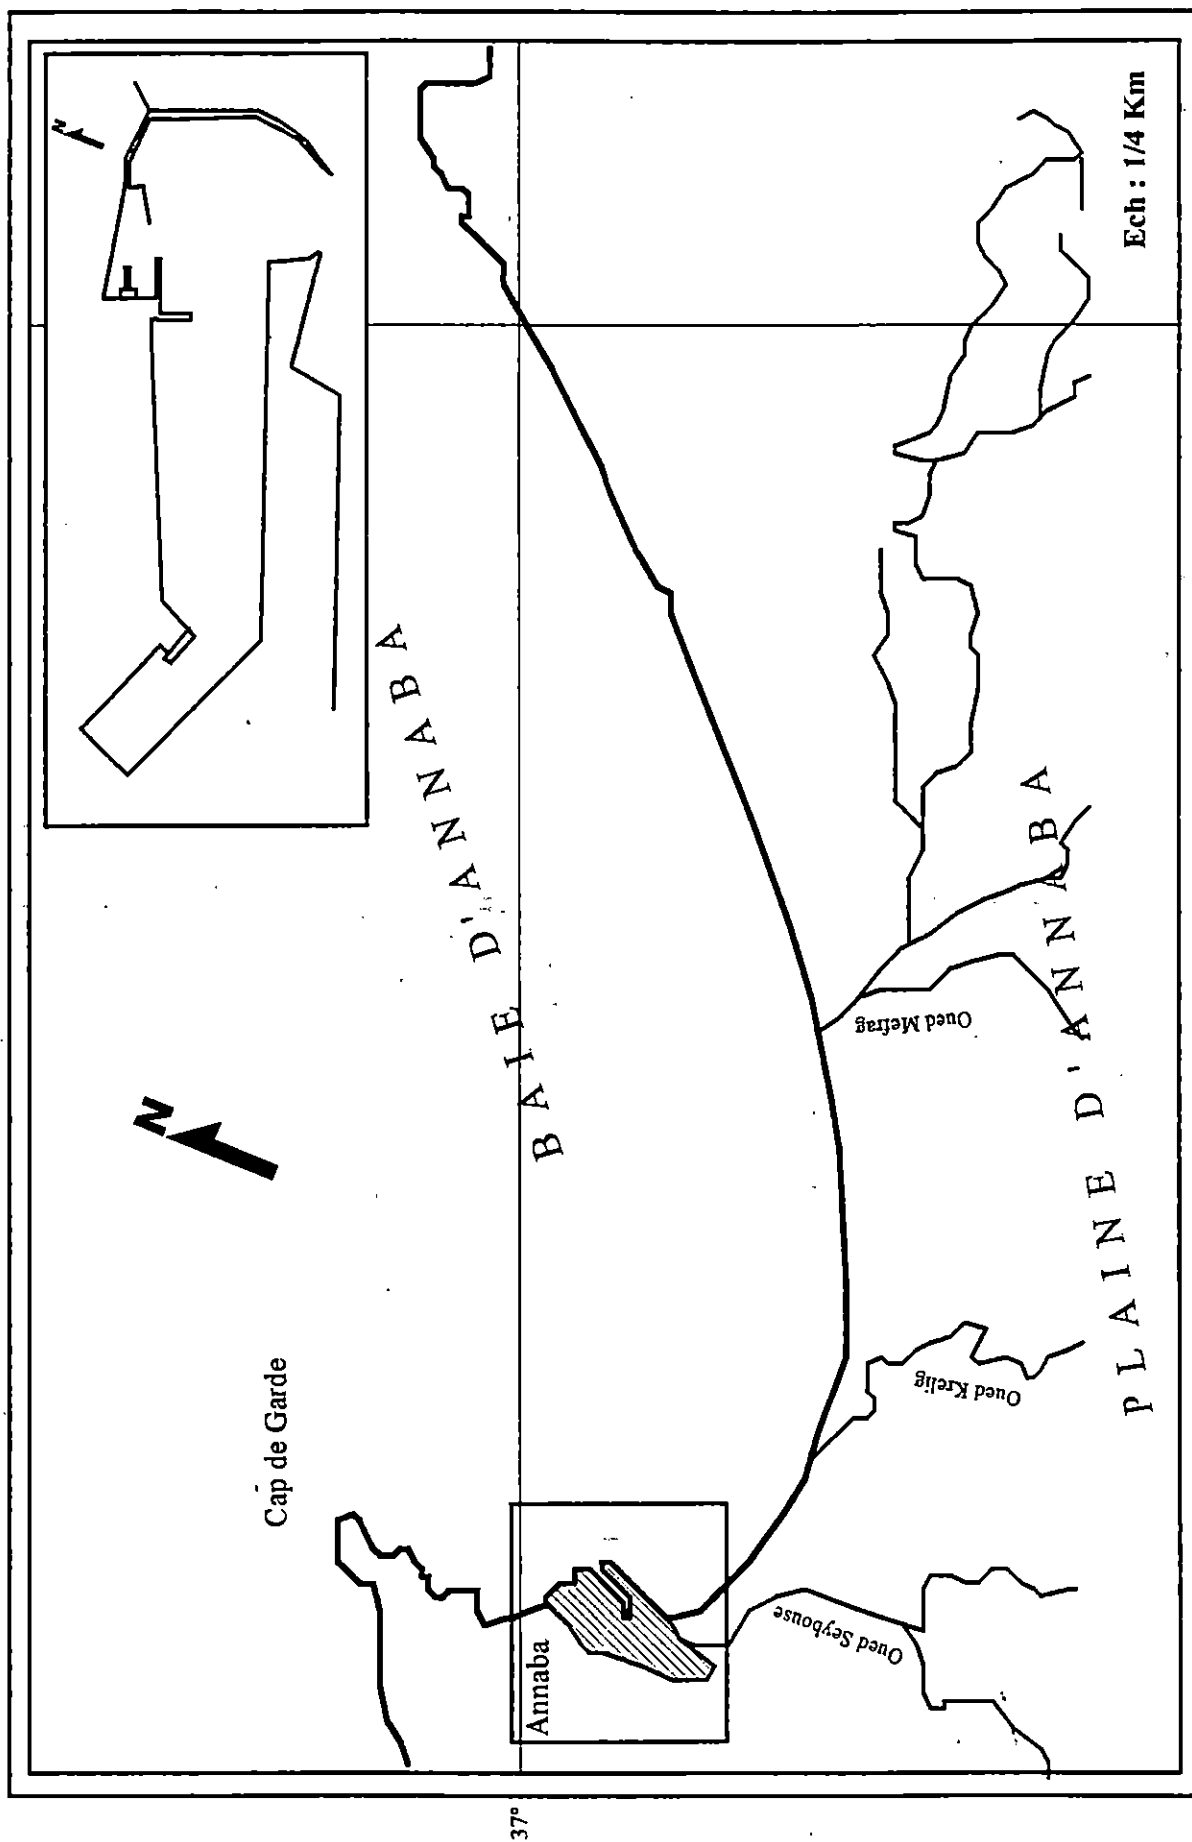 N
Ech : 1/4 Km
BAIE D'ANNABA
N
Cap de Garde
Oued Mefrag
PLAINE D'ANNABA
Oued Krelig
Annaba
Oued Seybouse
37°